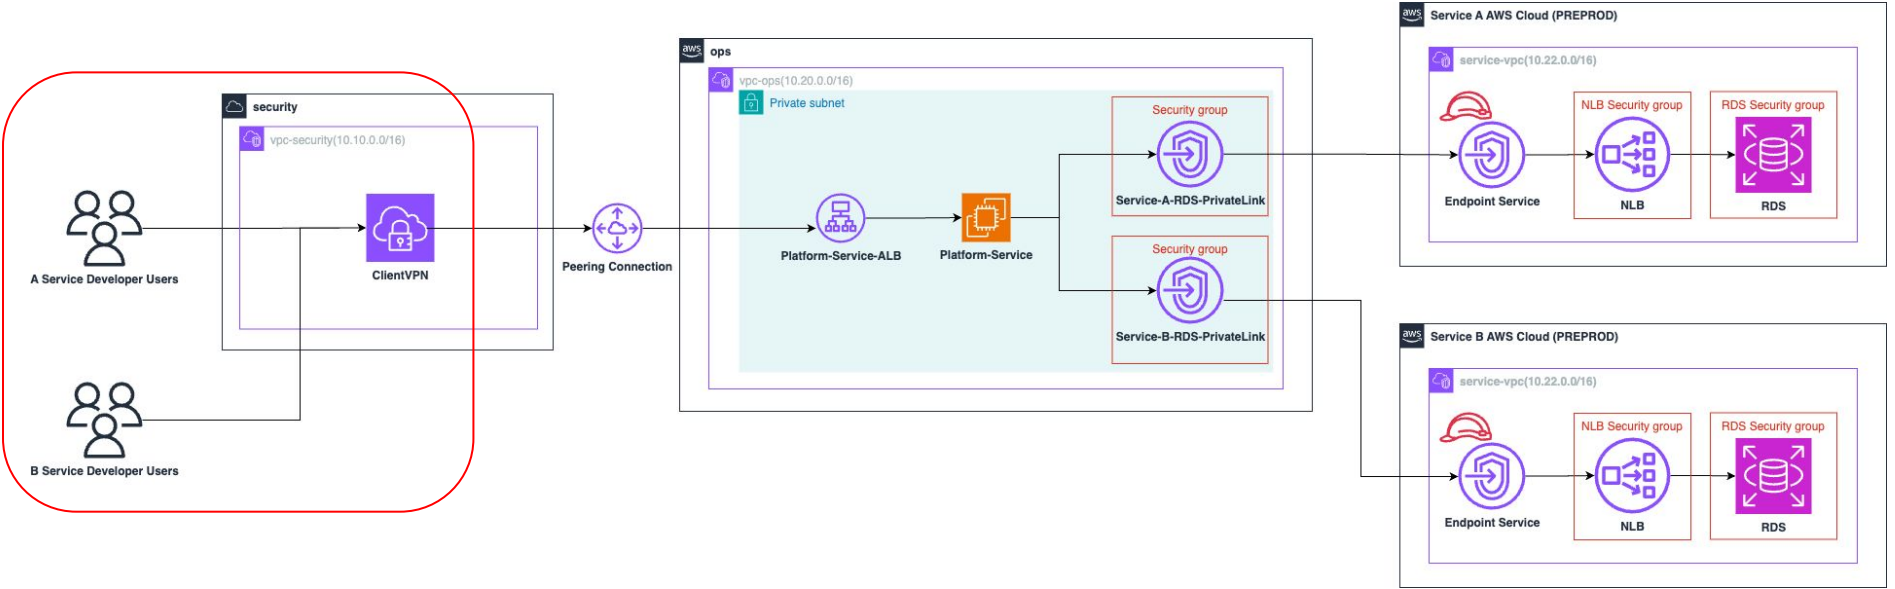 security
vpc-security(10.10.0.0/16)
A Service Developer Users
ClientVPN
B Service Developer Users
Peering Connection
aws
ops
vpc-ops(10.20.0.0/16)
Private subnet
Platform-Service-ALB
Platform-Service
Security group
Service-A-RDS-PrivateLink
Security group
Service-B-RDS-PrivateLink
aws
Service A AWS Cloud (PREPROD)
service-vpc(10.22.0.0/16)
Endpoint Service
NLB Security group
NLB
RDS Security group
RDS
aws
Service B AWS Cloud (PREPROD)
service-vpc(10.22.0.0/16)
Endpoint Service
NLB Security group
NLB
RDS Security group
RDS